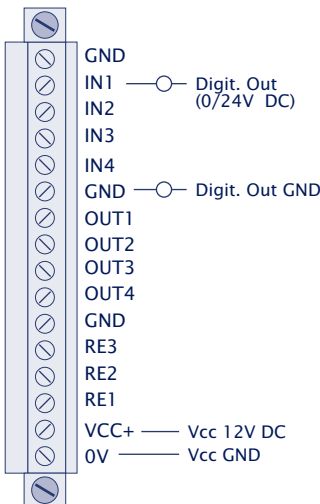 GND
IN1 Digit. Out
(0/24V DC)
IN2
IN3
IN4
GND Digit. Out GND
OUT1
OUT2
OUT3
OUT4
GND
RE3
RE2
RE1
VCC+ Vcc 12V DC
0V Vcc GND